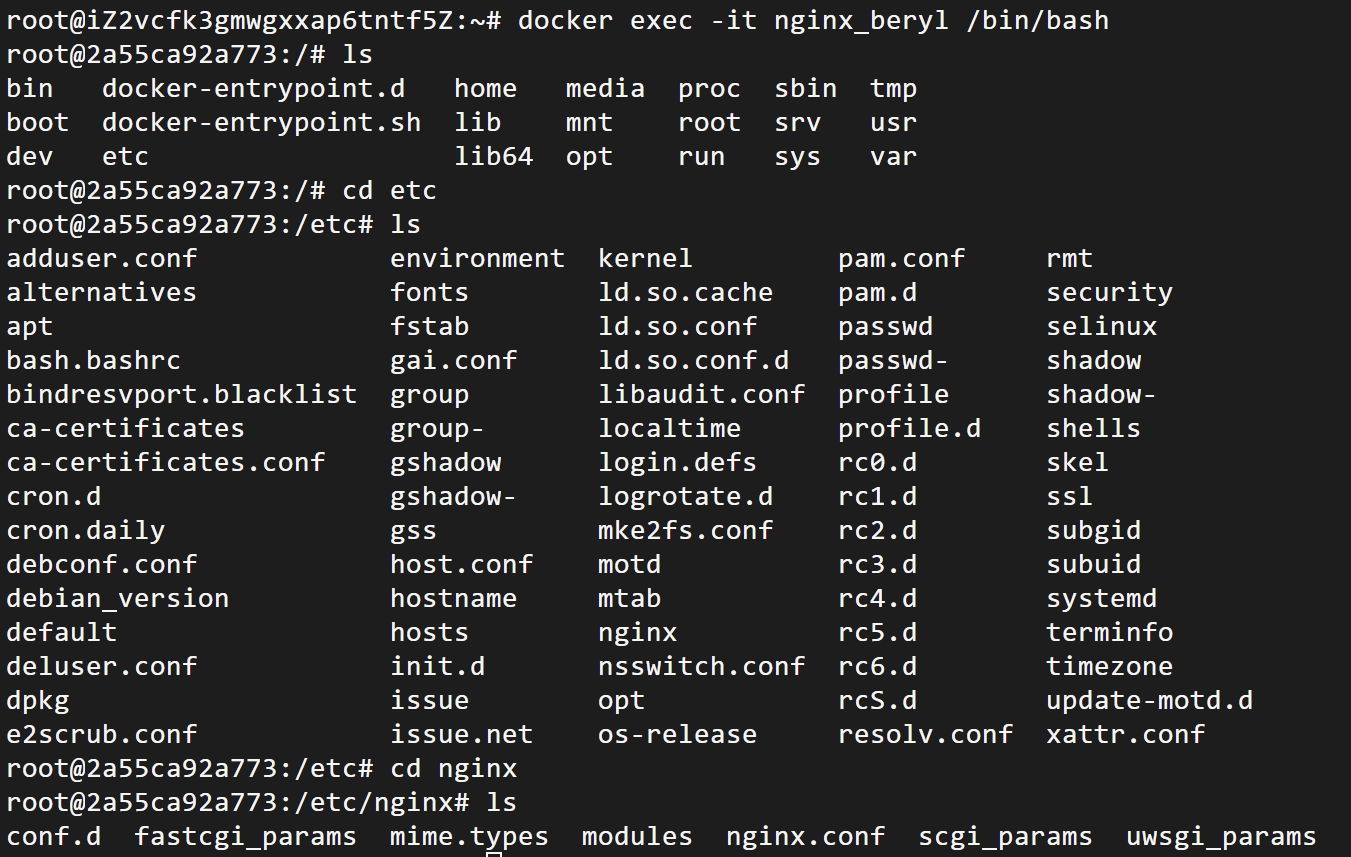 root@iZ2vcfk3gmwgxxap6tntf5Z:~# docker exec -it nginx_beryl /bin/bash
root@2a55ca92a773:/# ls
bin   docker-entrypoint.d   home   media  proc  sbin  tmp
boot  docker-entrypoint.sh  lib    mnt    root  srv   usr
dev   etc                   lib64  opt    run   sys   var
root@2a55ca92a773:/# cd etc
root@2a55ca92a773:/etc# ls
adduser.conf            environment  kernel         pam.conf     rmt
alternatives            fonts        ld.so.cache    pam.d        security
apt                     fstab        ld.so.conf     passwd       selinux
bash.bashrc             gai.conf     ld.so.conf.d   passwd-      shadow
bindresvport.blacklist  group        libaudit.conf  profile      shadow-
ca-certificates         group-       localtime      profile.d    shells
ca-certificates.conf    gshadow      login.defs     rc0.d        skel
cron.d                  gshadow-     logrotate.d    rc1.d        ssl
cron.daily              gss          mke2fs.conf    rc2.d        subgid
debconf.conf            host.conf    motd           rc3.d        subuid
debian_version          hostname     mtab           rc4.d        systemd
default                 hosts        nginx          rc5.d        terminfo
deluser.conf            init.d       nsswitch.conf  rc6.d        timezone
dpkg                    issue        opt            rcS.d        update-motd.d
e2scrub.conf            issue.net    os-release     resolv.conf  xattr.conf
root@2a55ca92a773:/etc# cd nginx
root@2a55ca92a773:/etc/nginx# ls
conf.d  fastcgi_params  mime.types  modules  nginx.conf  scgi_params  uwsgi_params